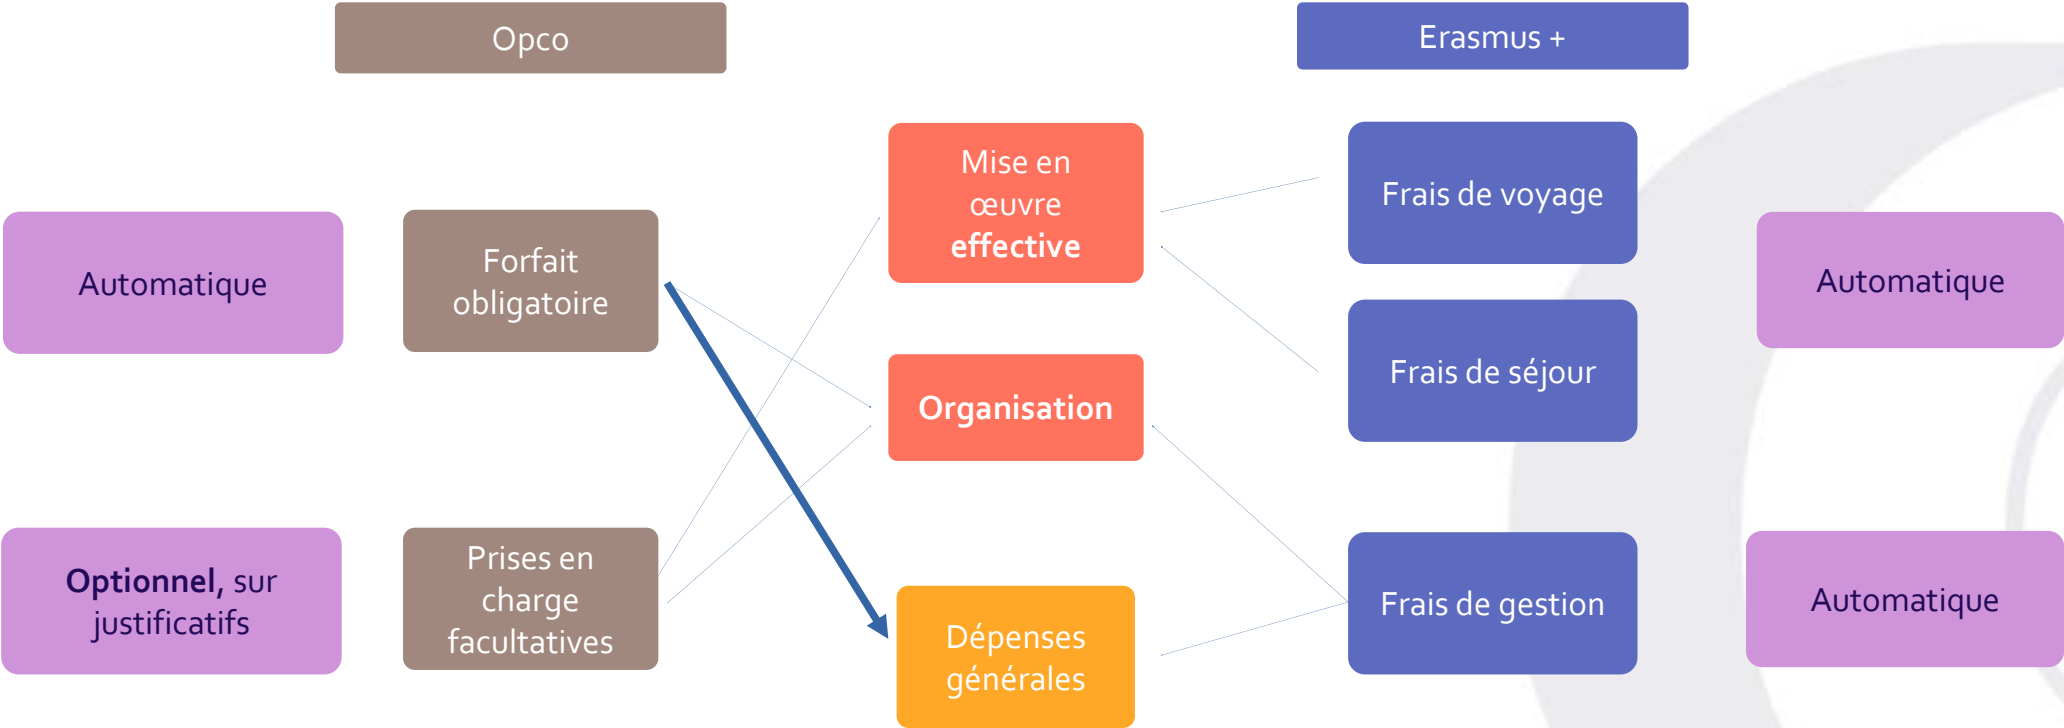 Opco
Erasmus +
Automatique
Forfait
obligatoire
Optionnel, sur
justificatifs
Prises en
charge
facultatives
Mise en
œuvre
effective
Organisation
Dépenses
générales
Frais de voyage
Frais de séjour
Frais de gestion
Automatique
Automatique